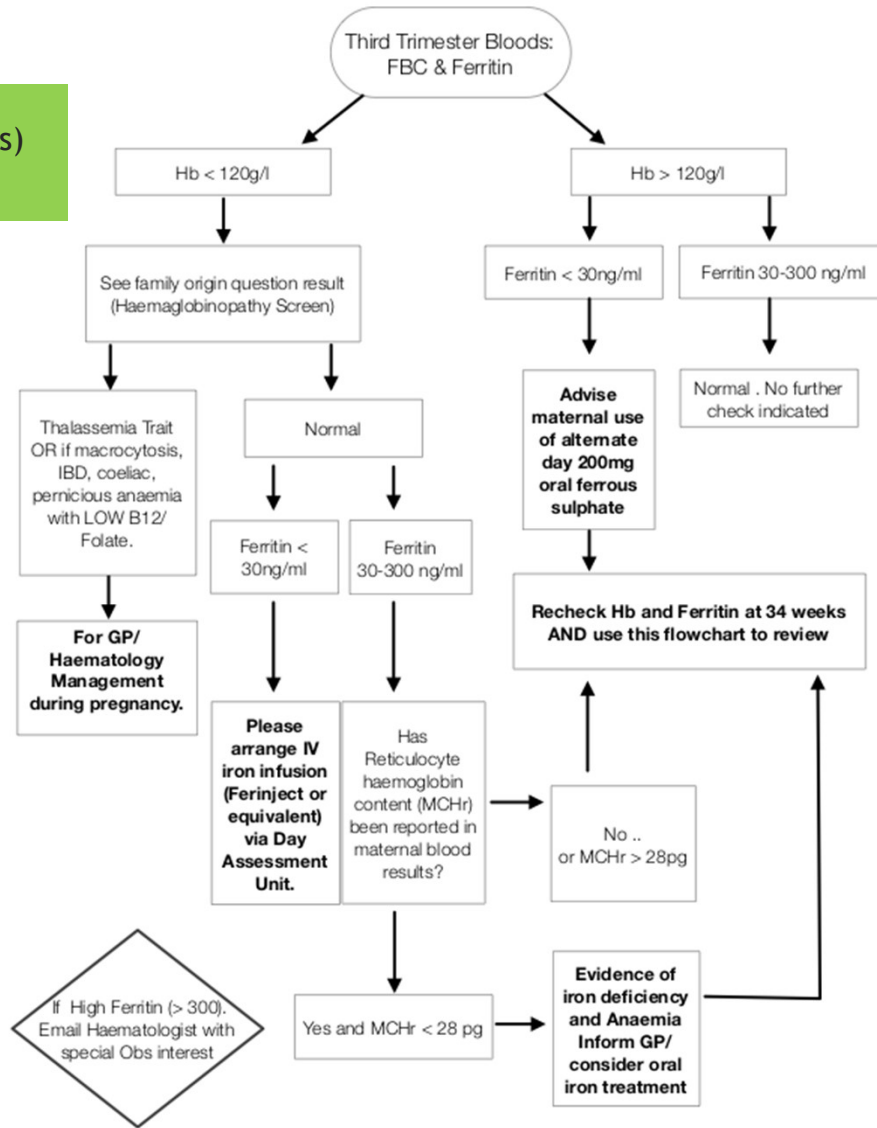 Third Trimester Bloods:
FBC & Ferritin
s)
Hb < 120g/l
Hb > 120g/l
See family origin question result
(Haemaglobinopathy Screen)
Ferritin < 30ng/ml
Ferritin 30-300 ng/ml
Thalassemia Trait
OR if macrocytosis,
IBD, coeliac,
pernicious anaemia
with LOW B12/
Folate.
Normal
Advise
maternal use
of alternate
day 200mg
oral ferrous
sulphate
Normal . No further
check indicated
Ferritin <
30ng/ml
Ferritin
30-300 ng/ml
For GP/
Haematology
Management
during pregnancy.
Recheck Hb and Ferritin at 34 weeks
AND use this flowchart to review
Please
arrange IV
iron infusion
(Ferinject or
equivalent)
via Day
Assessment
Unit.
Has
Reticulocyte
haemoglobin
content (MCHr)
been reported in
maternal blood
results?
No ..
or MCHr > 28pg
If High Ferritin (> 300).
Email Haematologist with
special Obs interest
Yes and MCHr < 28 pg
Evidence of
iron deficiency
and Anaemia
Inform GP/
consider oral
iron treatment